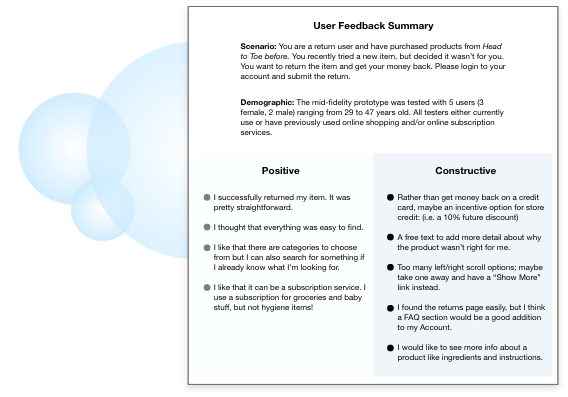 User Feedback Summary
Scenario: You are a return user and have purchased products from Head
to Toe before. You recently tried a new item, but decided it wasn't for you.
You want to return the item and get your money back. Please login to your
account and submit the return.
Demographic: The mid-fidelity prototype was tested with 5 users (3
female, 2 male) ranging from 29 to 47 years old. All testers either currently
use or have previously used online shopping and/or online subscription
services.
Positive
I successfully returned my item. It was
pretty straightforward.
I thought that everything was easy to find.
I like that there are categories to choose
from but I can also search for something if
I already know what I'm looking for.
I like that it can be a subscription service. I
use a subscription for groceries and baby
stuff, but not hygiene items!
Constructive
Rather than get money back on a credit
card, maybe an incentive option for store
credit: (i.e. a 10% future discount)
A free text to add more detail about why
the product wasn't right for me.
Too many left/right scroll options; maybe
take one away and have a “Show More”
link instead.
I found the returns page easily, but I think
a FAQ section would be a good addition
to my Account.
I would like to see more info about a
product like ingredients and instructions.